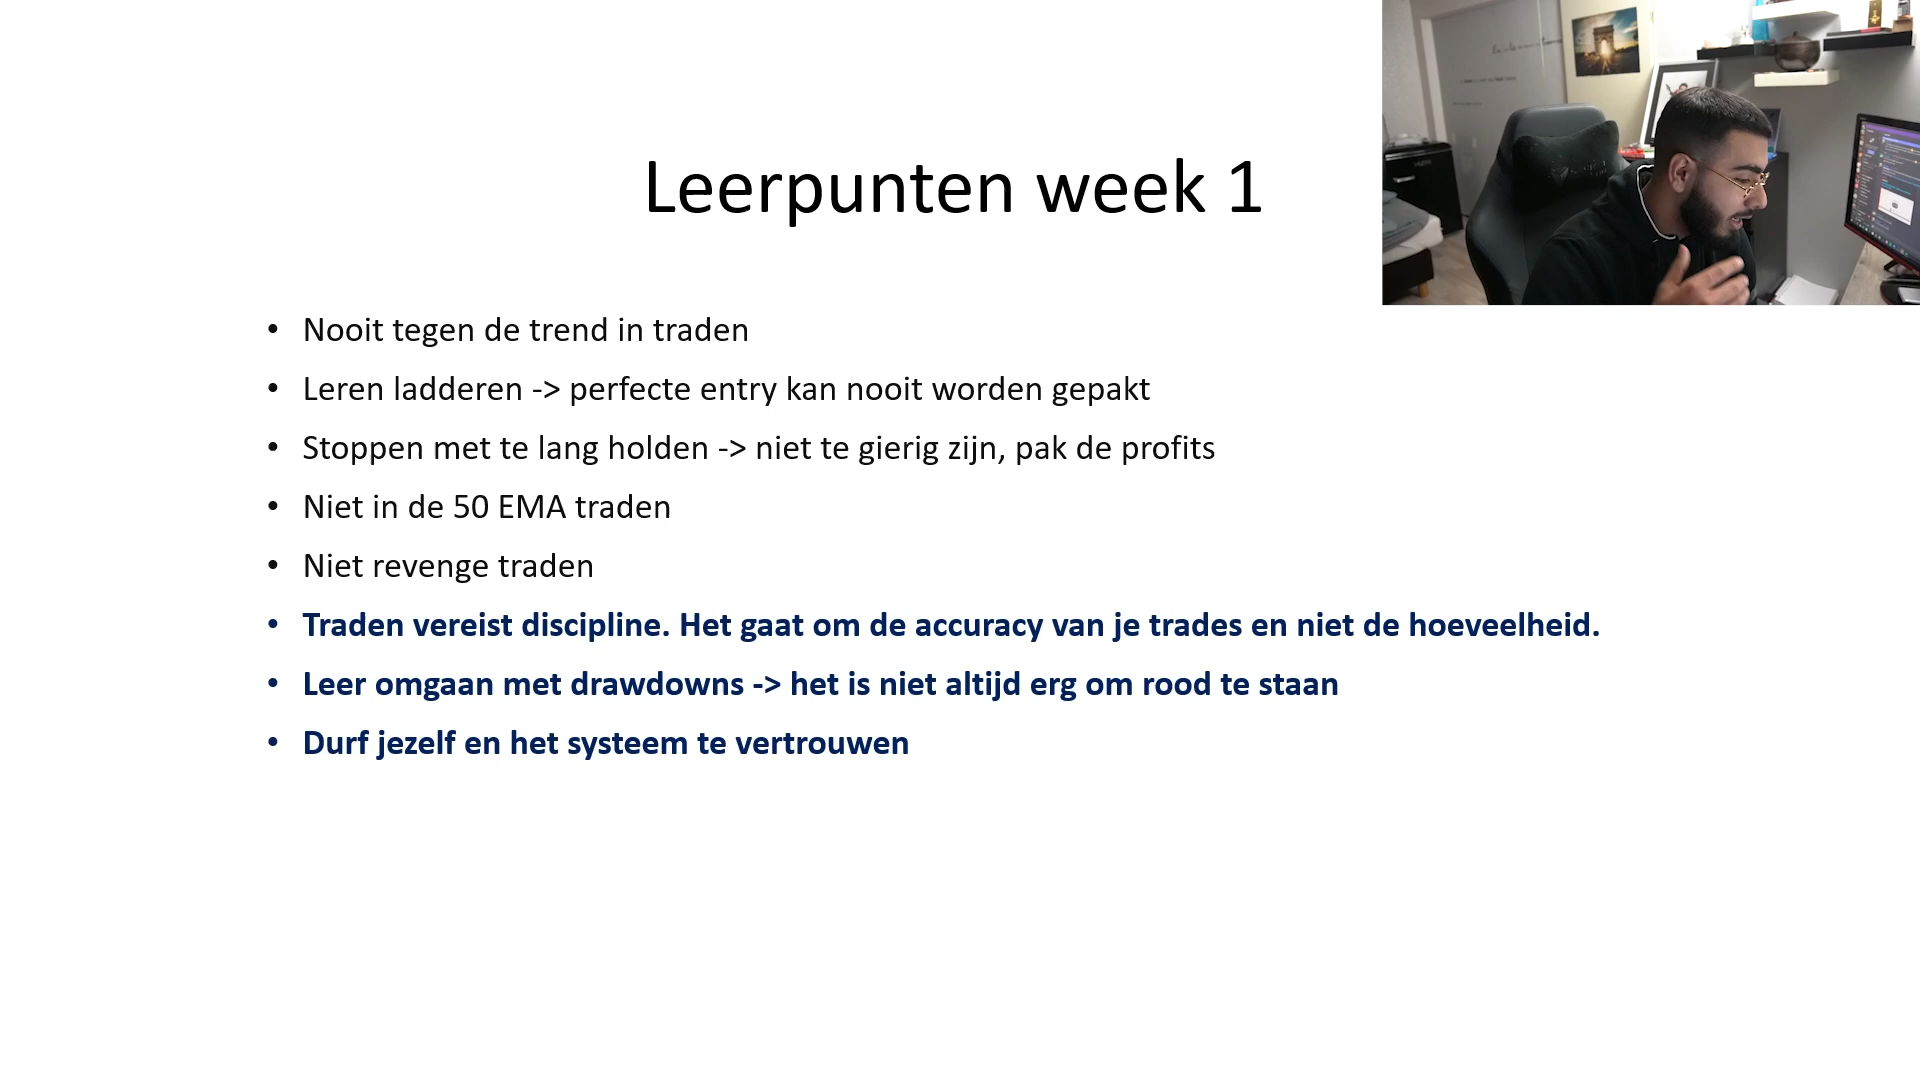 Leerpunten week 1
• Nooit tegen de trend in traden
• Leren ladderen -> perfecte entry kan nooit worden gepakt
• Stoppen met te lang holden -> niet te gierig zijn, pak de profits
• Niet in de 50 EMA traden
• Niet revenge traden
• Traden vereist discipline. Het gaat om de accuracy van je trades en niet de hoeveelheid.
• Leer omgaan met drawdowns -> het is niet altijd erg om rood te staan
• Durf jezelf en het systeem te vertrouwen